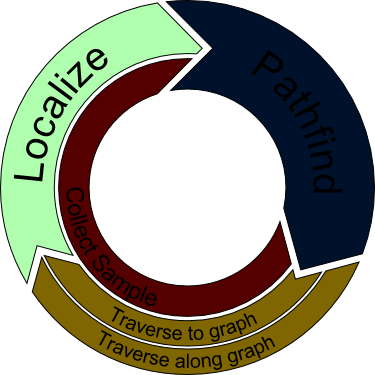 Localize
Pathfind
Collect Sample
Traverse to graph
Traverse along graph